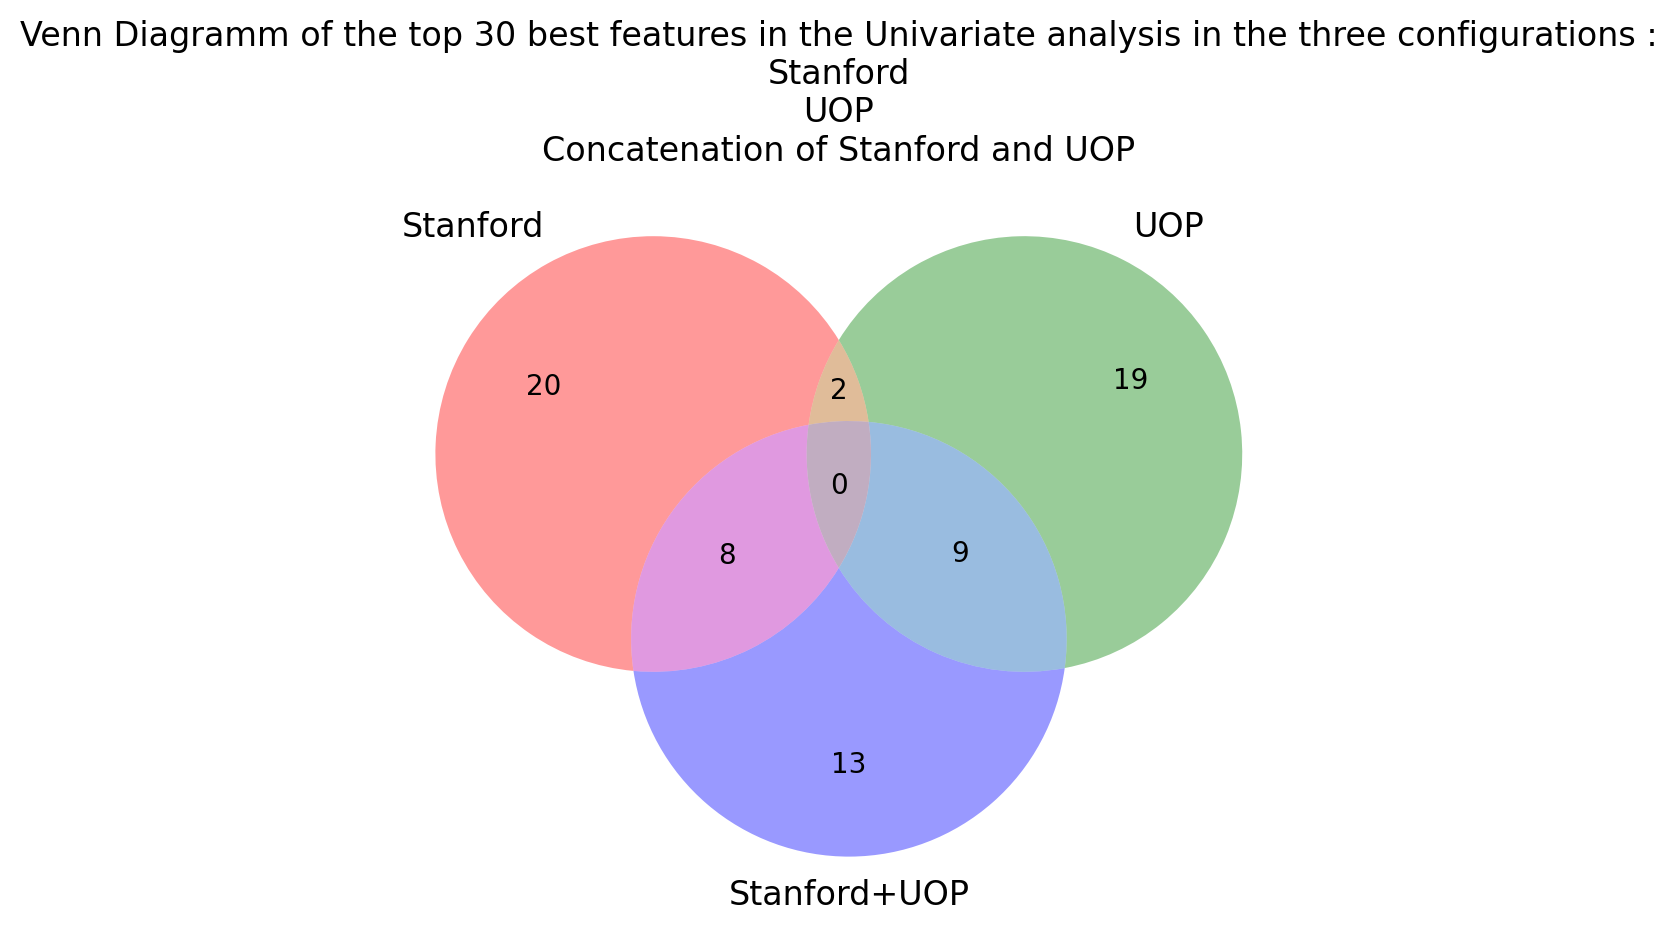 Venn Diagramm of the top 30 best features in the Univariate analysis in the three configurations :
Stanford
UOP
Concatenation of Stanford and UOP
Stanford
UOP
20
2
19
0
8
9
13
Stanford+UOP